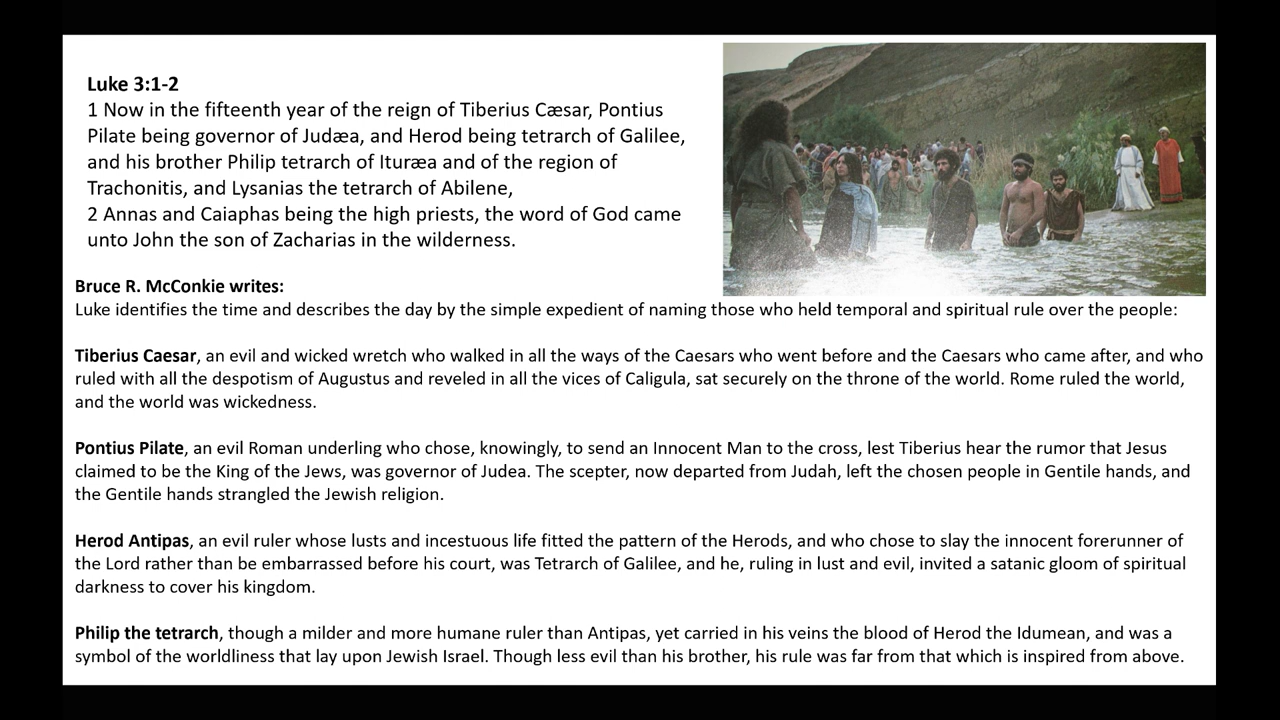 Luke 3:1-2
1 Now in the fifteenth year of the reign of Tiberius Cæsar, Pontius
Pilate being governor of Judæa, and Herod being tetrarch of Galilee,
and his brother Philip tetrarch of Ituræa and of the region of
Trachonitis, and Lysanias the tetrarch of Abilene,
2 Annas and Caiaphas being the high priests, the word of God came
unto John the son of Zacharias in the wilderness.
Bruce R. McConkie writes:
Luke identifies the time and describes the day by the simple expedient of naming those who held temporal and spiritual rule over the people:
Tiberius Caesar, an evil and wicked wretch who walked in all the ways of the Caesars who went before and the Caesars who came after, and who
ruled with all the despotism of Augustus and reveled in all the vices of Caligula, sat securely on the throne of the world. Rome ruled the world,
and the world was wickedness.
Pontius Pilate, an evil Roman underling who chose, knowingly, to send an Innocent Man to the cross, lest Tiberius hear the rumor that Jesus
claimed to be the King of the Jews, was governor of Judea. The scepter, now departed from Judah, left the chosen people in Gentile hands, and
the Gentile hands strangled the Jewish religion.
Herod Antipas, an evil ruler whose lusts and incestuous life fitted the pattern of the Herods, and who chose to slay the innocent forerunner of
the Lord rather than be embarrassed before his court, was Tetrarch of Galilee, and he, ruling in lust and evil, invited a satanic gloom of spiritual
darkness to cover his kingdom.
Philip the tetrarch, though a milder and more humane ruler than Antipas, yet carried in his veins the blood of Herod the Idumean, and was a
symbol of the worldliness that lay upon Jewish Israel. Though less evil than his brother, his rule was far from that which is inspired from above.